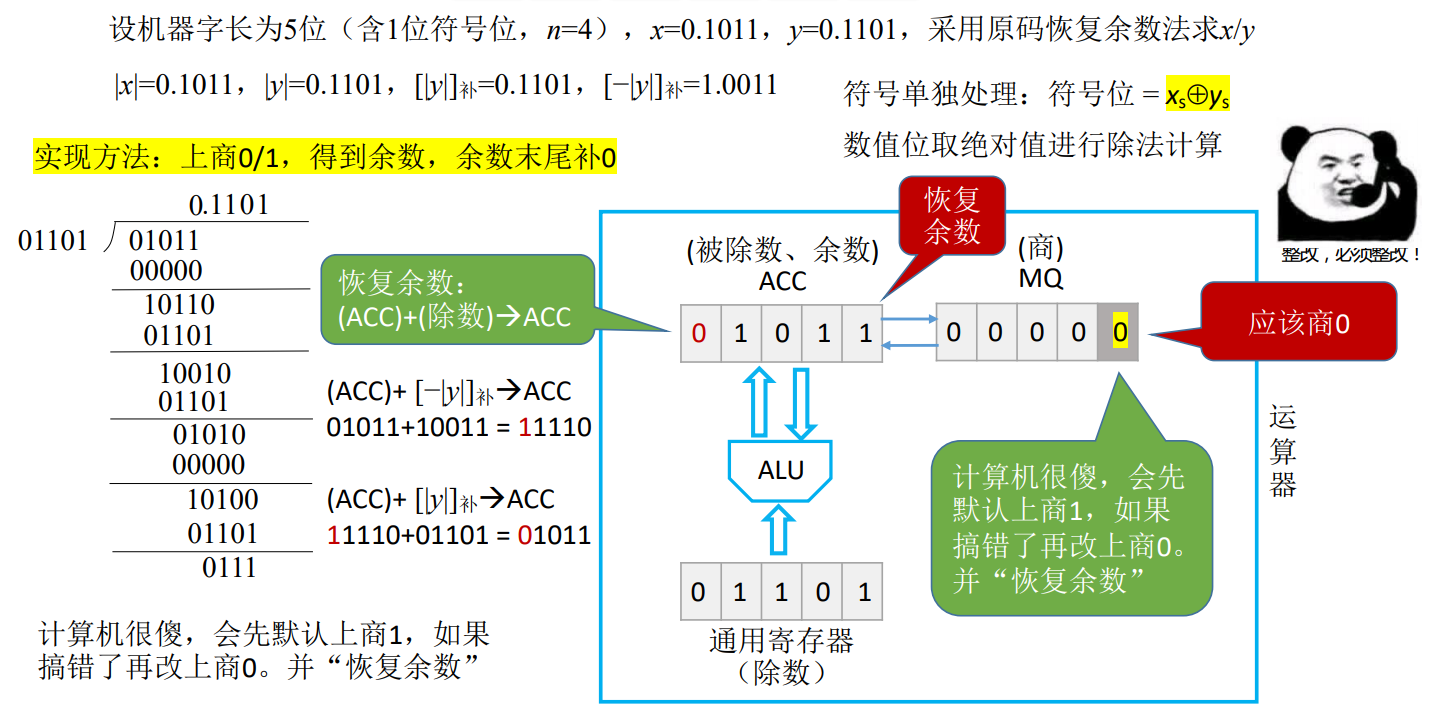 设机器字长为5位（含1位符号位，n=4），x=0.1011，y=0.1101，采用原码恢复余数法求x/y
|x|=0.1011，|y|=0.1101，[|y|]补=0.1101，[−|y|]补=1.0011
符号单独处理：符号位 = xs⊕ys
数值位取绝对值进行除法计算
实现方法：上商0/1，得到余数，余数末尾补0
整改，必须整改！
0.1101
01101
01011
00000
10110
01101
10010
01101
01010
00000
10100
01101
0111
恢复余数：
(ACC)+(除数)→ACC
(ACC)+ [−|y|]补→ACC
01011+10011 = 11110
(ACC)+ [|y|]补→ACC
11110+01101 = 01011
计算机很傻，会先默认上商1，如果
搞错了再改上商0。并“恢复余数”
恢复
余数
(被除数、余数)
ACC
(商)
MQ
0 1 0 1 1
0 0 0 0 0
应该商0
ALU
0 1 1 0 1
通用寄存器
（除数）
计算机很傻，会先
默认上商1，如果
搞错了再改上商0。
并“恢复余数”
运
算
器